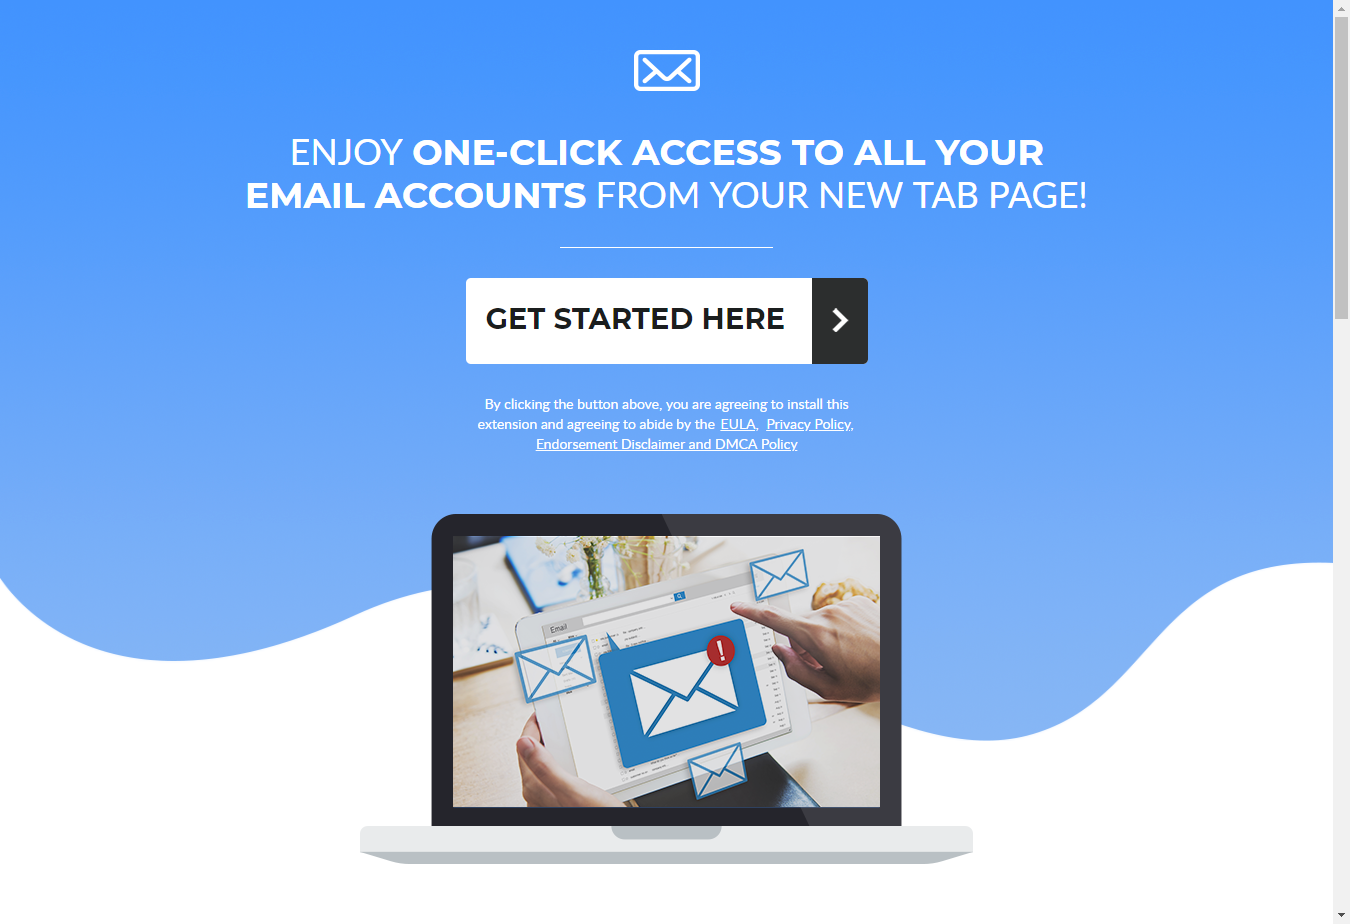 ENJOY ONE-CLICK ACCESS TO ALL YOUR
EMAIL ACCOUNTS FROM YOUR NEW TAB PAGE!
GET STARTED HERE
By clicking the button above, you are agreeing to install this
extension and agreeing to abide by the EULA, Privacy Policy,
Endorsement Disclaimer and DMCA Policy
Email